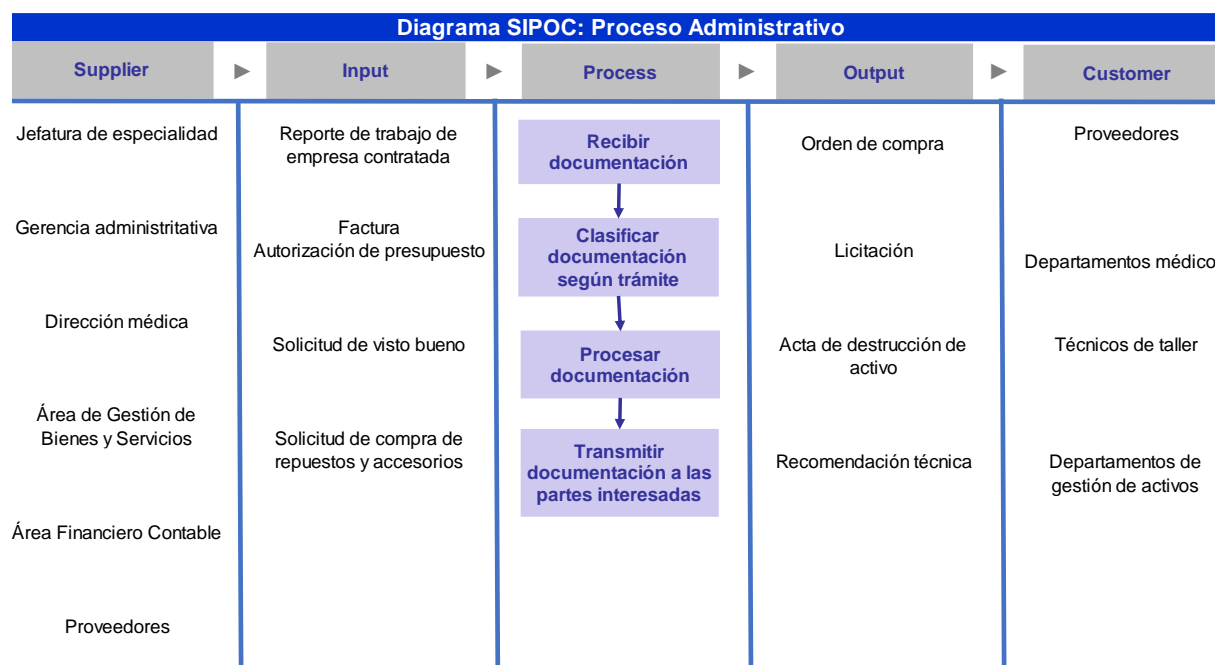 Diagrama SIPOC: Proceso Administrativo
Supplier
Input
Process
Output
Customer
Jefatura de especialidad
Gerencia administritativa
Dirección médica
Área de Gestión de
Bienes y Servicios
Área Financiero Contable
Proveedores
Reporte de trabajo de
empresa contratada
Factura
Autorización de presupuesto
Solicitud de visto bueno
Solicitud de compra de
repuestos y accesorios
Recibir
documentación
Clasificar
documentación
según trámite
Procesar
documentación
Transmitir
documentación a las
partes interesadas
Orden de compra
Licitación
Acta de destrucción de
activo
Recomendación técnica
Proveedores
Departamentos médico
Técnicos de taller
Departamentos de
gestión de activos